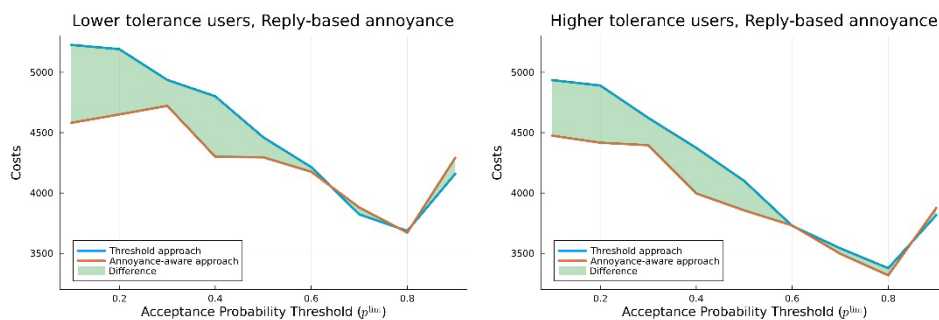 Lower tolerance users, Reply-based annoyance
5000
4500
4000
3500
Costs
Threshold approach
Annoyance-aware approach
Difference
0.2
0.4
0.6
0.8
Acceptance Probability Threshold (p^linc)
Higher tolerance users, Reply-based annoyance
5000
4500
4000
3500
Costs
Threshold approach
Annoyance-aware approach
Difference
0.2
0.4
0.6
0.8
Acceptance Probability Threshold (p^linc)